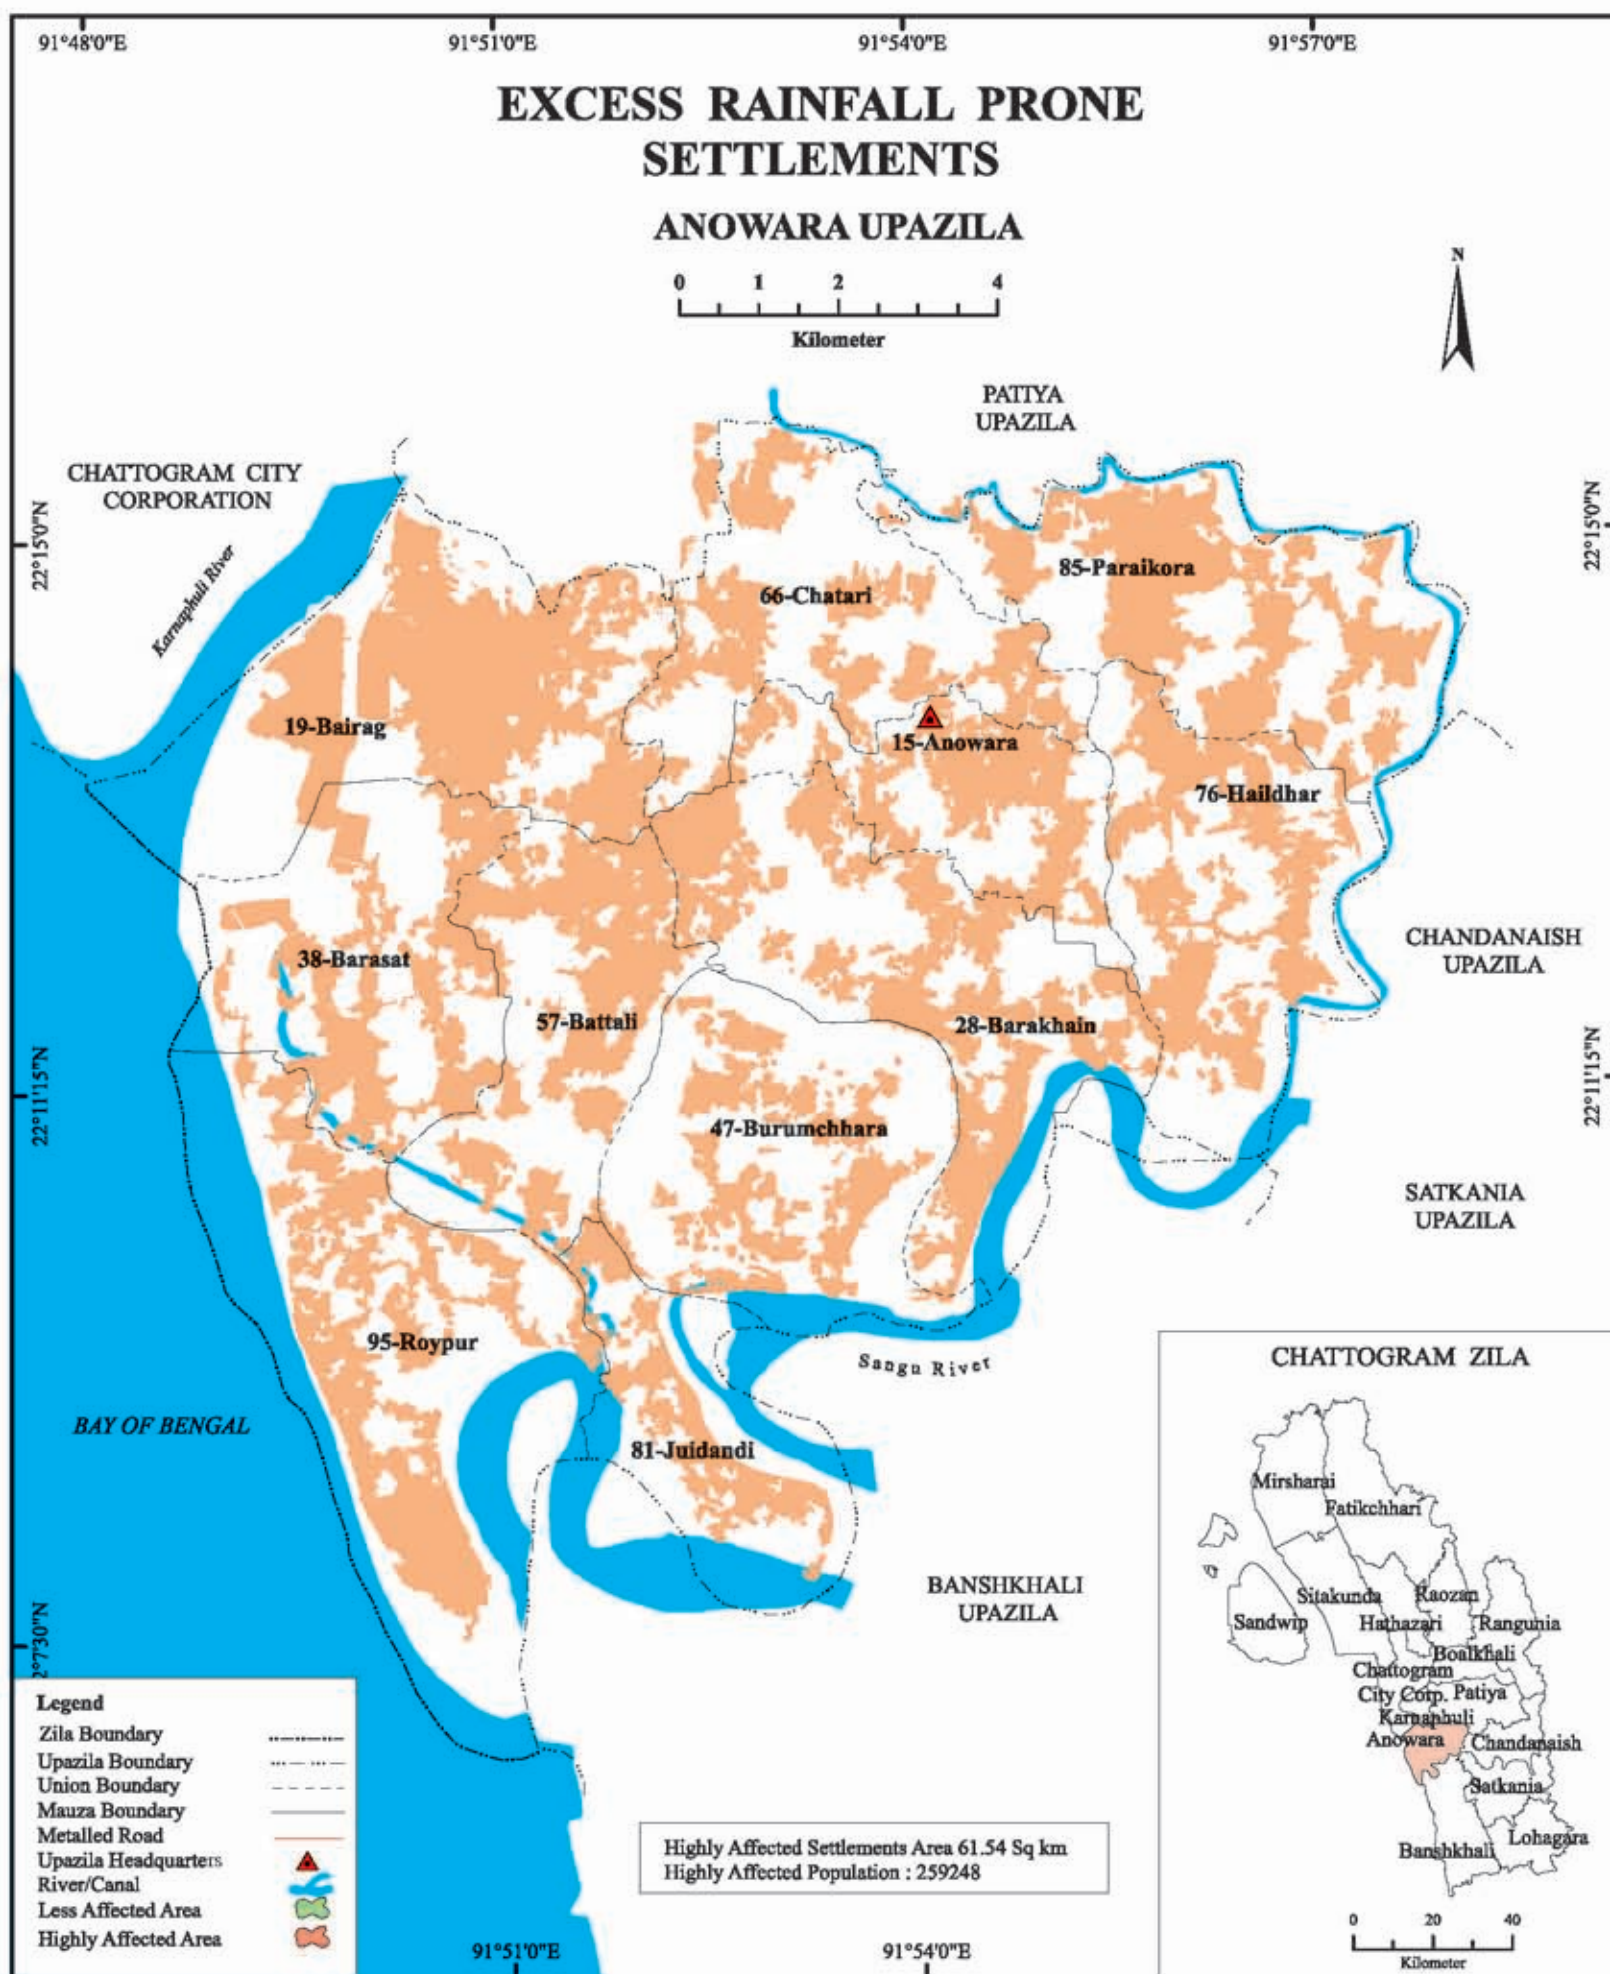 91°48'0"E
91°51'0"E
91°54'0"E
91°57'0"E
EXCESS RAINFALL PRONE
SETTLEMENTS
ANOWARA UPAZILA
0 1 2 4
Kilometer
N
PATIYA
UPAZILA
CHATTOGRAM CITY
CORPORATION
Karnaphuli River
22°15'0"N
22°15'0"N
85-Paraikora
66-Chatari
19-Bairag
15-Anowara
76-Haildhar
38-Barasat
CHANDANAISH
UPAZILA
57-Battali
28-Barakhain
22°11'15"N
22°11'15"N
47-Burumchhara
SATKANIA
UPAZILA
95-Roypur
Sangu River
BAY OF BENGAL
81-Juidandi
BANSHKHALI
UPAZILA
2°7'30"N
CHATTOGRAM ZILA
Mirsharai
Fatikchhari
Sitakunda
Raozan
Sandwip
Hathazari
Rangunia
Boalkhali
Chattogram
City Corp.
Patiya
Karnaphuli
Anowara
Chandanaish
Satkania
Lohagara
Banshkhali
0 20 40
Kilometer
Legend
Zila Boundary
Upazila Boundary
Union Boundary
Mauza Boundary
Metalled Road
Upazila Headquarters
River/Canal
Less Affected Area
Highly Affected Area
Highly Affected Settlements Area 61.54 Sq km
Highly Affected Population : 259248
91°51'0"E
91°54'0"E